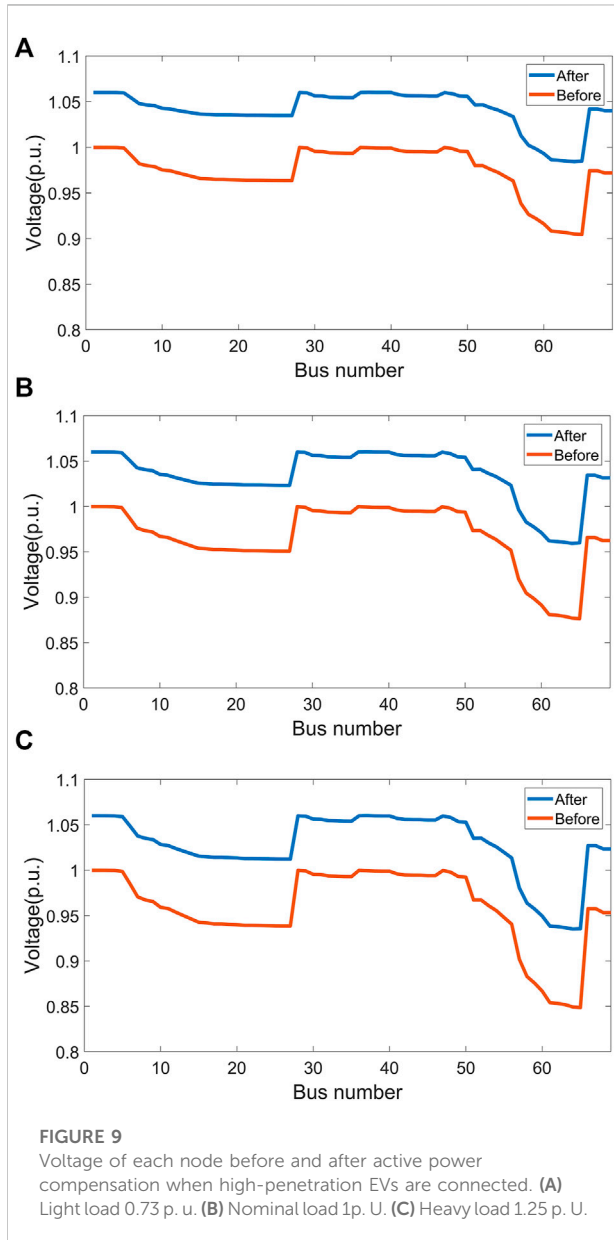 A
1.1
After
Before
1.05
1
0.95
0.9
0.85
0.8
Voltage(p.u.)
0 10 20 30 40 50 60
Bus number
B
1.1
After
Before
1.05
1
0.95
0.9
0.85
0.8
Voltage(p.u.)
0 10 20 30 40 50 60
Bus number
C
1.1
After
Before
1.05
1
0.95
0.9
0.85
0.8
Voltage(p.u.)
0 10 20 30 40 50 60
Bus number
FIGURE 9
Voltage of each node before and after active power
compensation when high-penetration EVs are connected. (A)
Light load 0.73 p. u. (B) Nominal load 1p. U. (C) Heavy load 1.25 p. U.